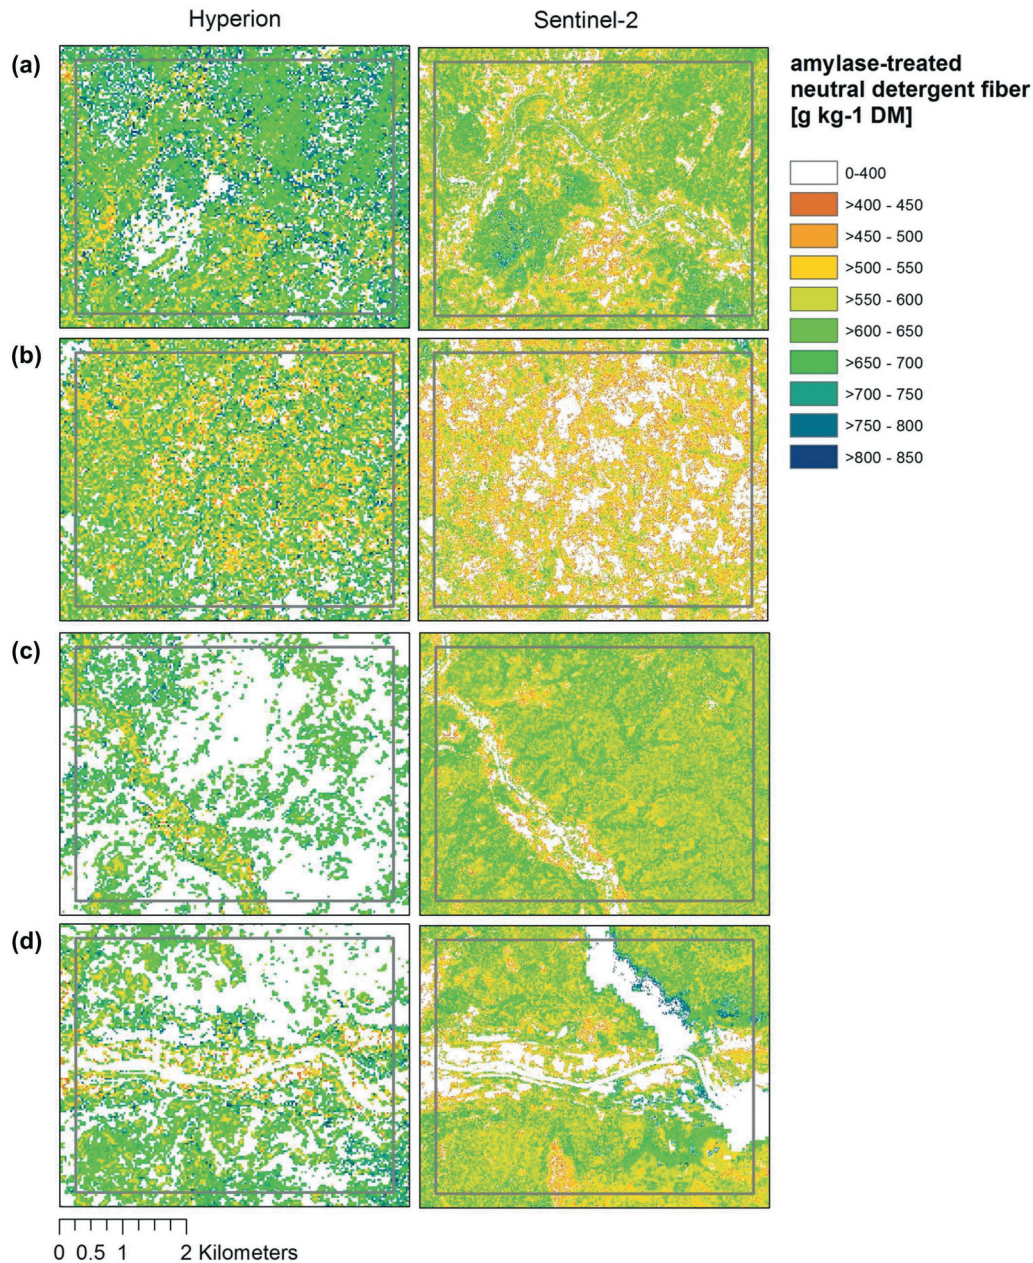 Hyperion
Sentinel-2
(a)
amylase-treated
neutral detergent fiber
[g kg-1 DM]
0-400
>400 - 450
>450 - 500
>500 - 550
>550 - 600
>600 - 650
>650 - 700
>700 - 750
>750 - 800
>800 - 850
(b)
(c)
(d)
0 0.5 1 2 Kilometers